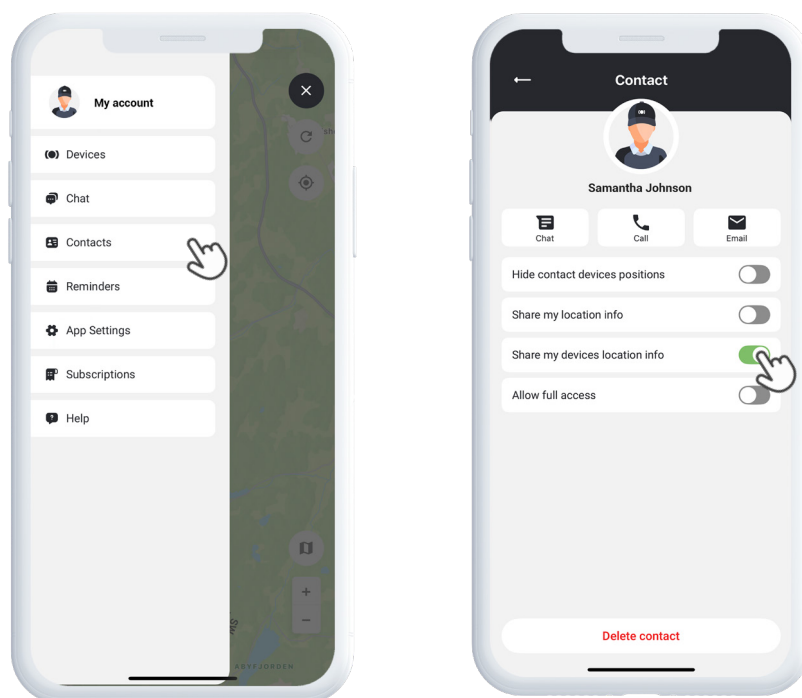 My account
Devices
Chat
Contacts
Reminders
App Settings
Subscriptions
Help
ABYFJORDEN
+
−
Contact
Samantha Johnson
Chat Call Email
Hide contact devices positions
Share my location info
Share my devices location info
Allow full access
Delete contact